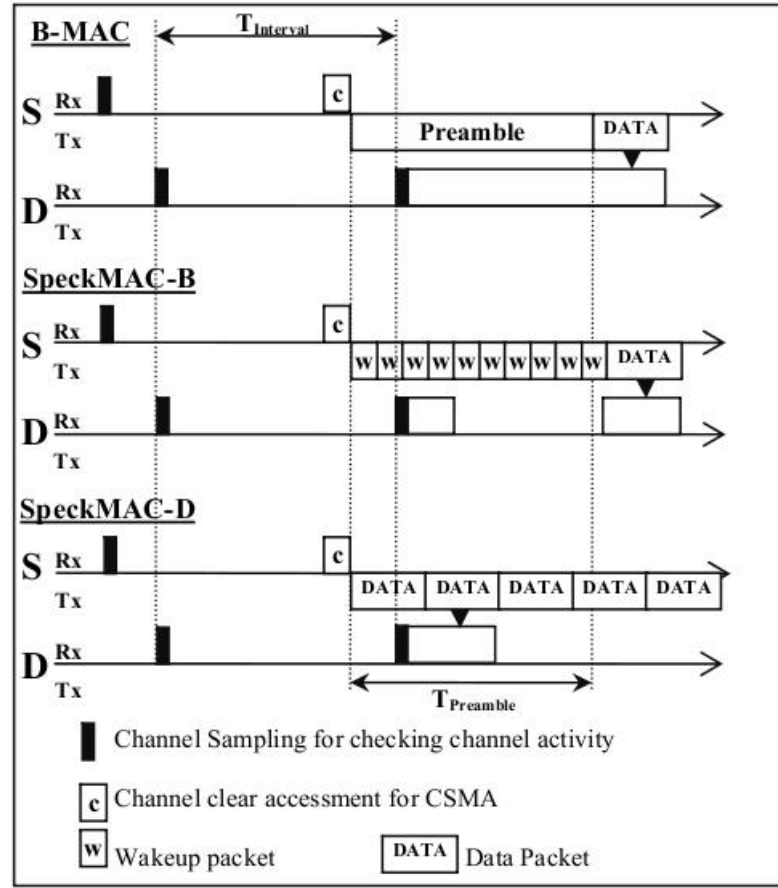 B-MAC
T Interval
S Rx c
Tx Preamble DATA
D Rx
Tx
SpeckMAC-B
S Rx c
Tx w w w w w w w w w w DATA
D Rx
Tx
SpeckMAC-D
S Rx c
Tx DATA DATA DATA DATA DATA
D Rx
Tx
T Preamble
Channel Sampling for checking channel activity
c Channel clear accessment for CSMA
w Wakeup packet DATA Data Packet